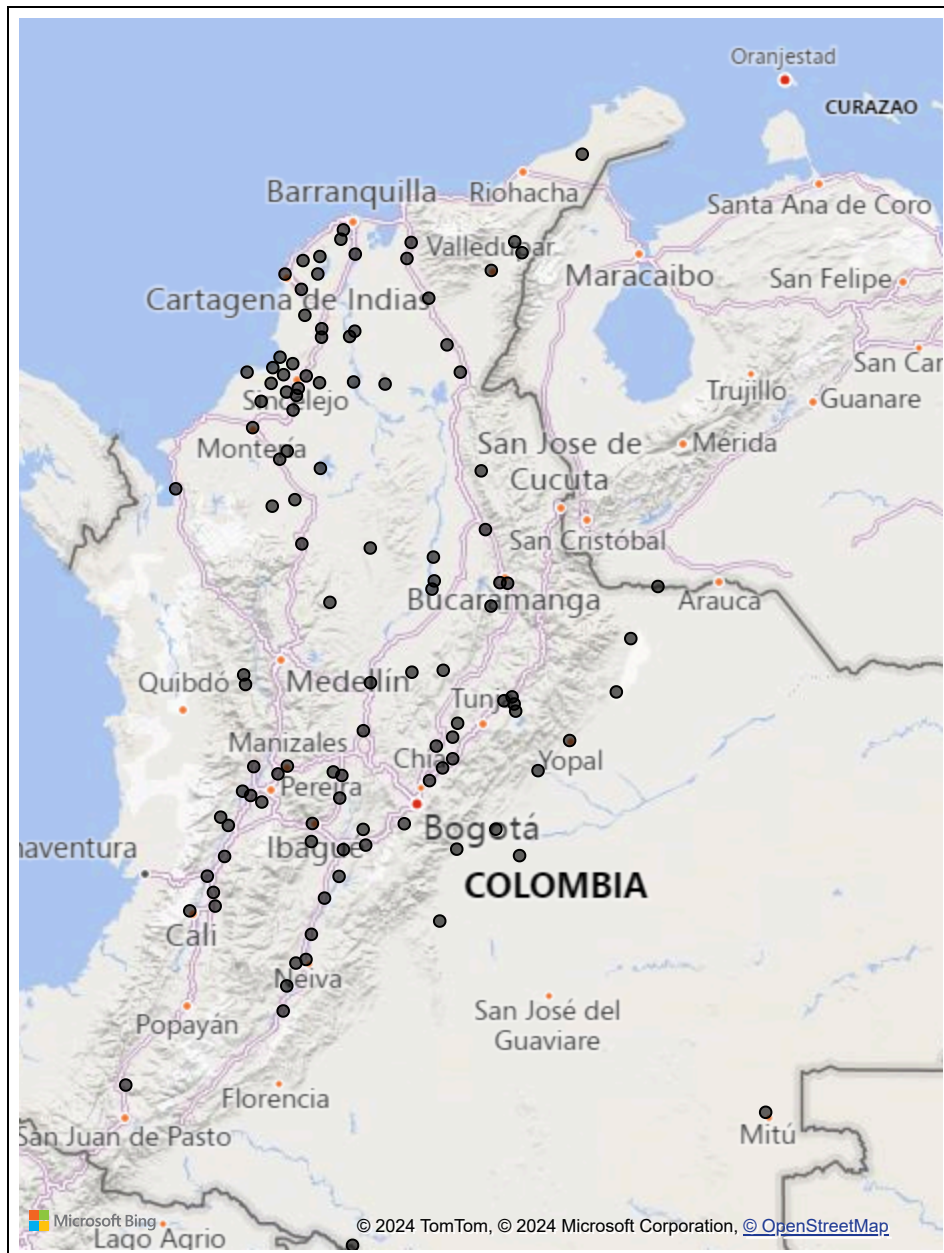 Oranjestad
CURAZAO
Barranquilla
Riohacha
Santa Ana de Coro
Valledupar
Maracaibo
San Felipe
Cartagena de Indias
San Car
Trujillo
Guanare
Sincelejo
Montería
San Jose de
Cucuta
Mérida
San Cristóbal
Bucaramanga
Arauca
Quibdó
Medellín
Manizales
Chía
Yopal
Pereira
Bogotá
Ibagué
naventura
COLOMBIA
Cali
Neiva
San José del
Guaviare
Popayán
Florencia
San Juan de Pasto
Mitú
Microsoft Bing
Lago Agrio
© 2024 TomTom, © 2024 Microsoft Corporation, © OpenStreetMap